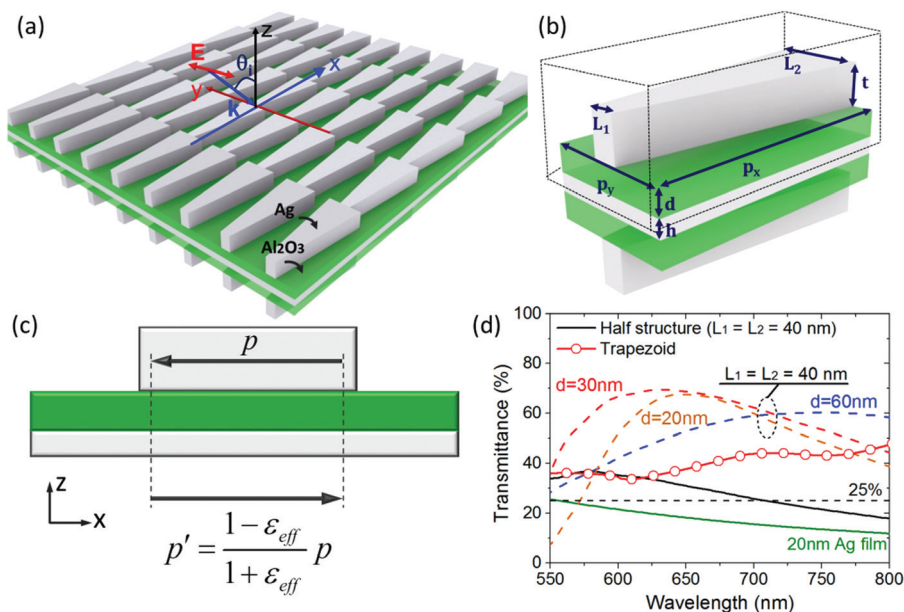 (a)
z
E
θi
x
y
k
Ag
Al2O3
(b)
L1
L2
t
py
px
d
h
(c)
p
z
x
p' = (1 − εeff)/(1 + εeff) p
(d)
Transmittance (%)
100
80
60
40
20
0
Half structure (L1 = L2 = 40 nm)
Trapezoid
L1 = L2 = 40 nm
d=30nm
d=20nm
d=60nm
25%
20nm Ag film
550 600 650 700 750 800
Wavelength (nm)